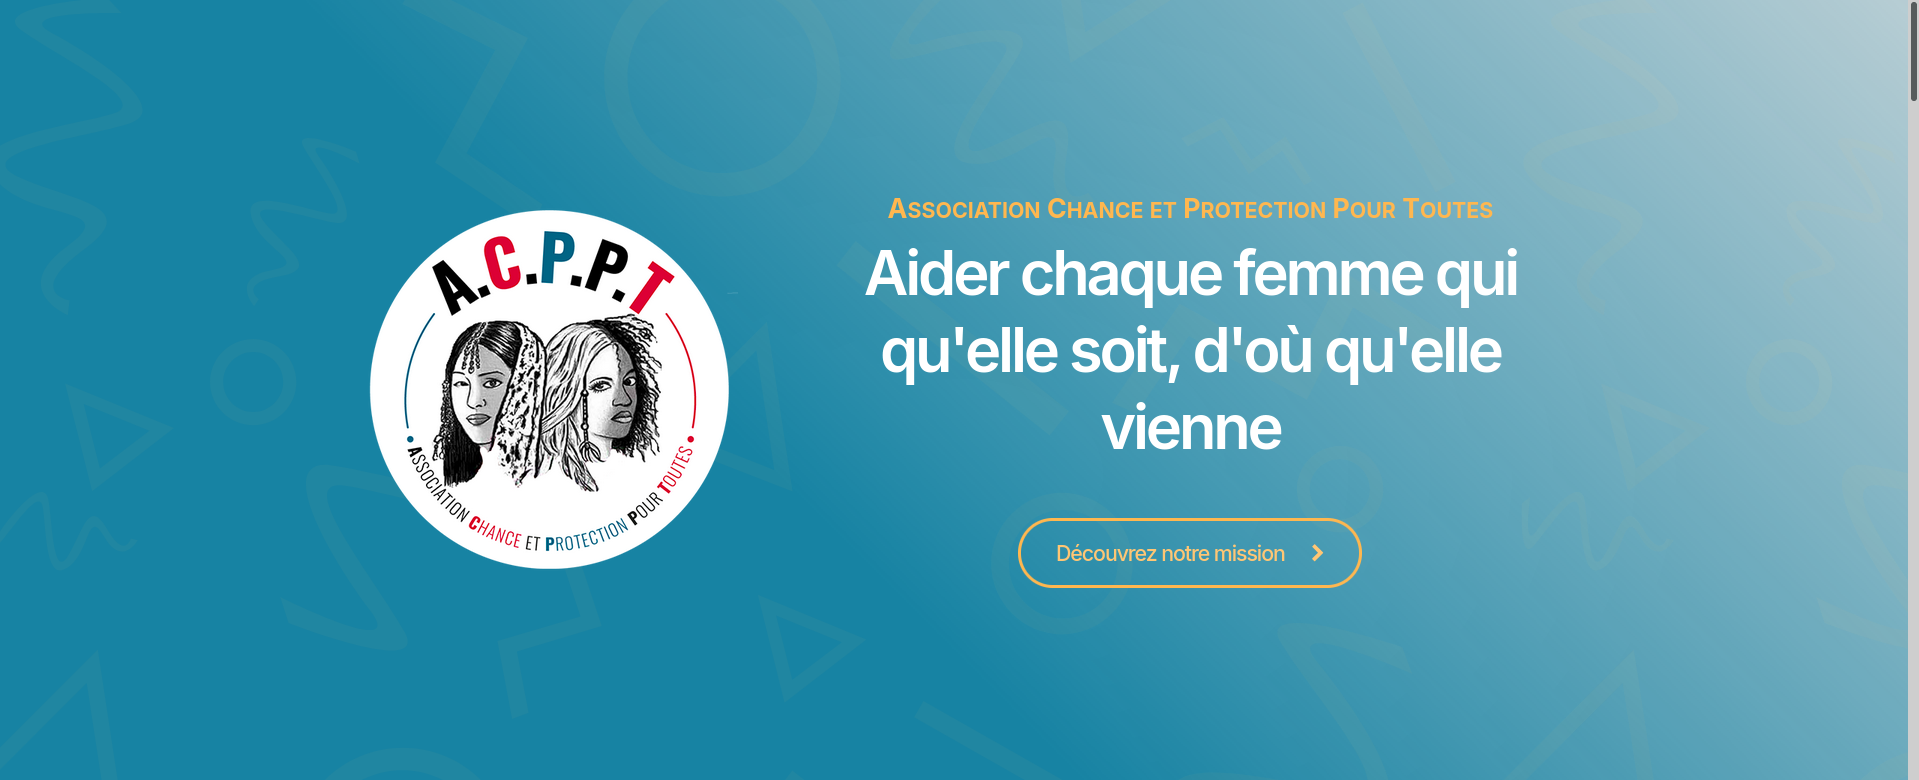 A.C.P.P.T
ASSOCIATION CHANCE ET PROTECTION POUR TOUTES
ASSOCIATION CHANCE ET PROTECTION POUR TOUTES
Aider chaque femme qui
qu'elle soit, d'où qu'elle
vienne
Découvrez notre mission